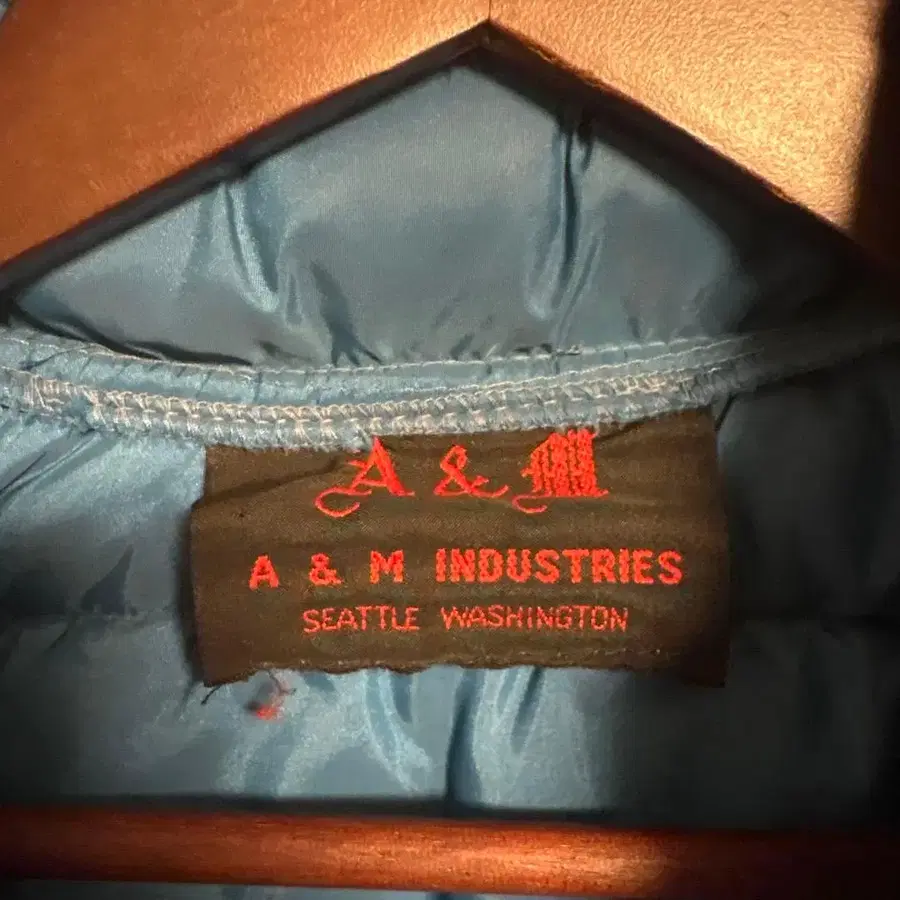 A & M
A & M INDUSTRIES
SEATTLE WASHINGTON